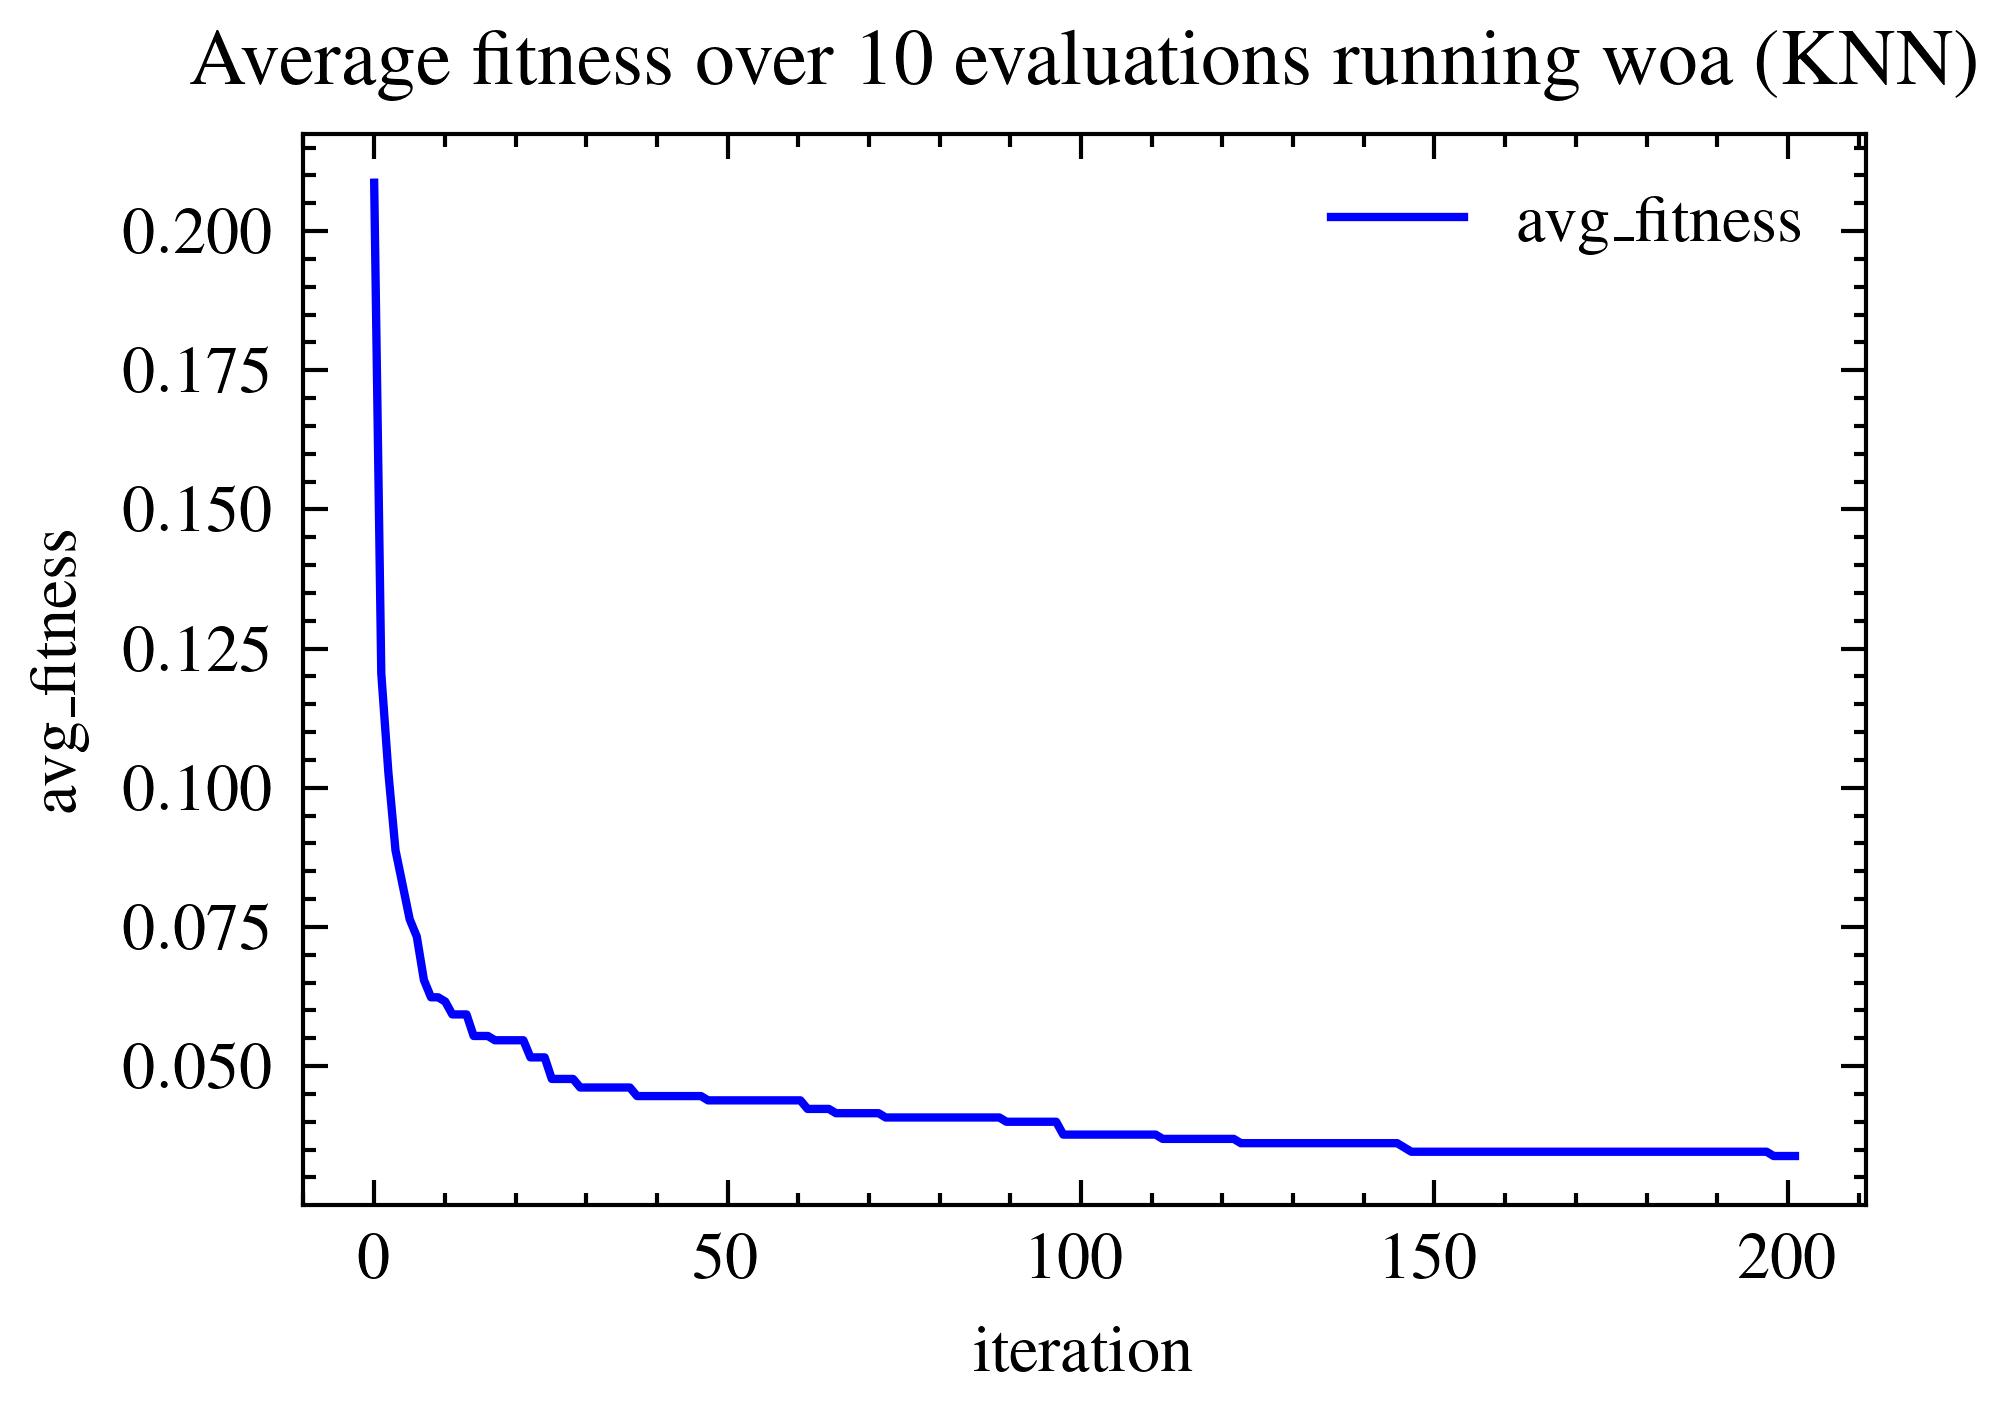 Average fitness over 10 evaluations running woa (KNN)
avg_fitness
0.200
0.175
0.150
0.125
0.100
0.075
0.050
avg_fitness
0 50 100 150 200
iteration